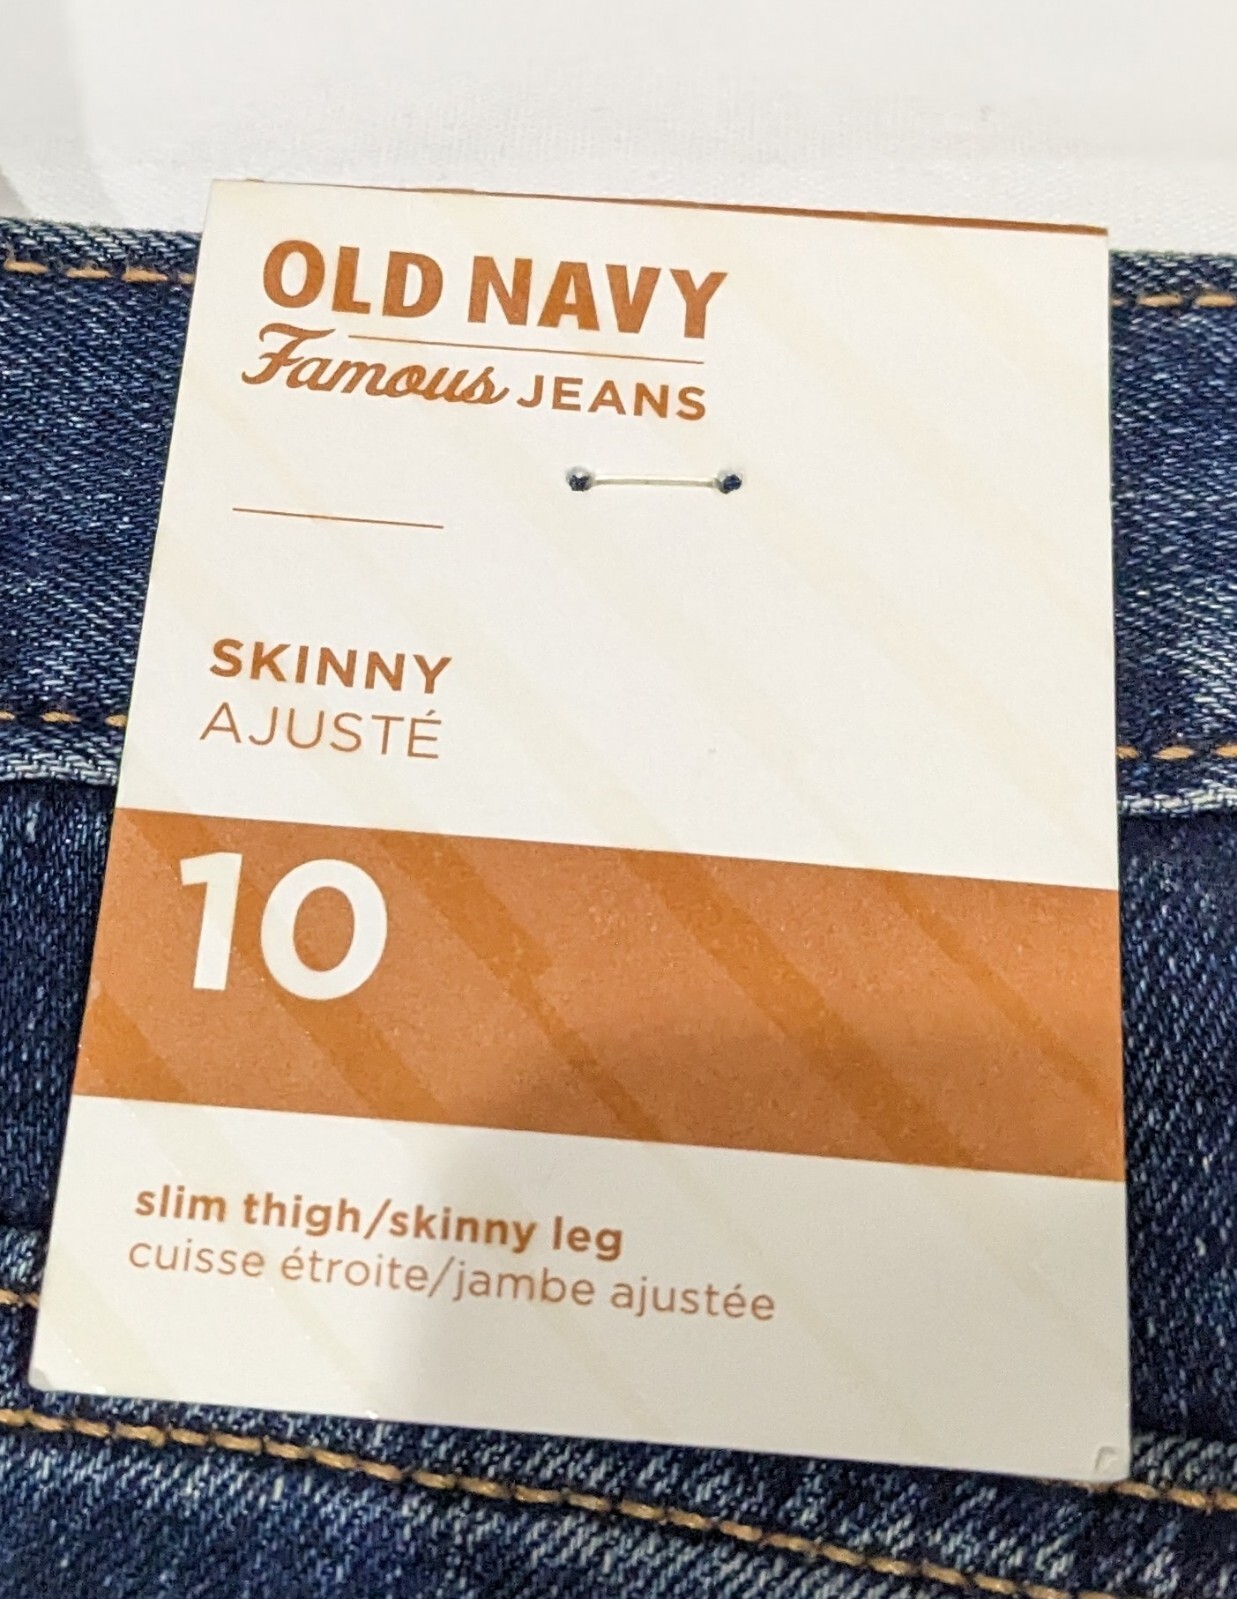 OLD NAVY
Famous JEANS
SKINNY
AJUSTÉ
10
slim thigh/skinny leg
cuisse étroite/jambe ajustée